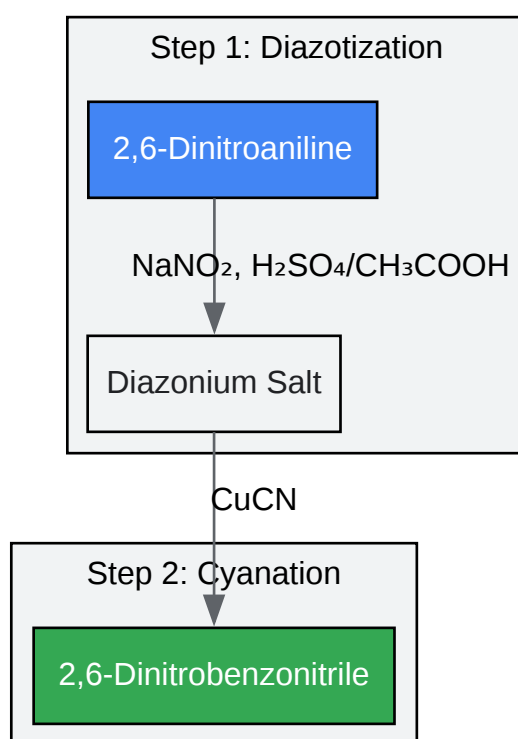 Step 1: Diazotization
2,6-Dinitroaniline
NaNO₂, H₂SO₄/CH₃COOH
Diazonium Salt
CuCN
Step 2: Cyanation
2,6-Dinitrobenzonitrile